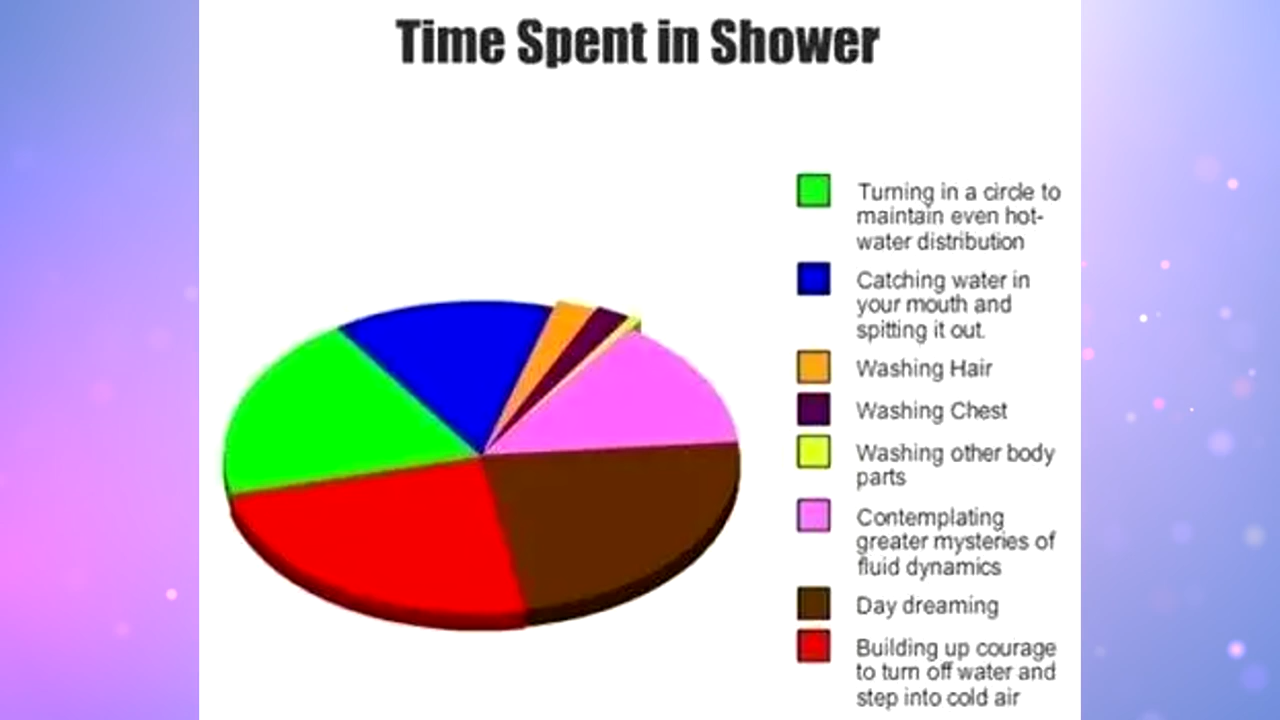 Time Spent in Shower
Turning in a circle to
maintain even hot-
water distribution
Catching water in
your mouth and
spitting it out.
Washing Hair
Washing Chest
Washing other body
parts
Contemplating
greater mysteries of
fluid dynamics
Day dreaming
Building up courage
to turn off water and
step into cold air